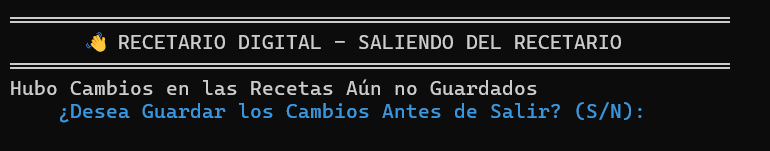 👋 RECETARIO DIGITAL - SALIENDO DEL RECETARIO
Hubo Cambios en las Recetas Aún no Guardados
¿Desea Guardar los Cambios Antes de Salir? (S/N):